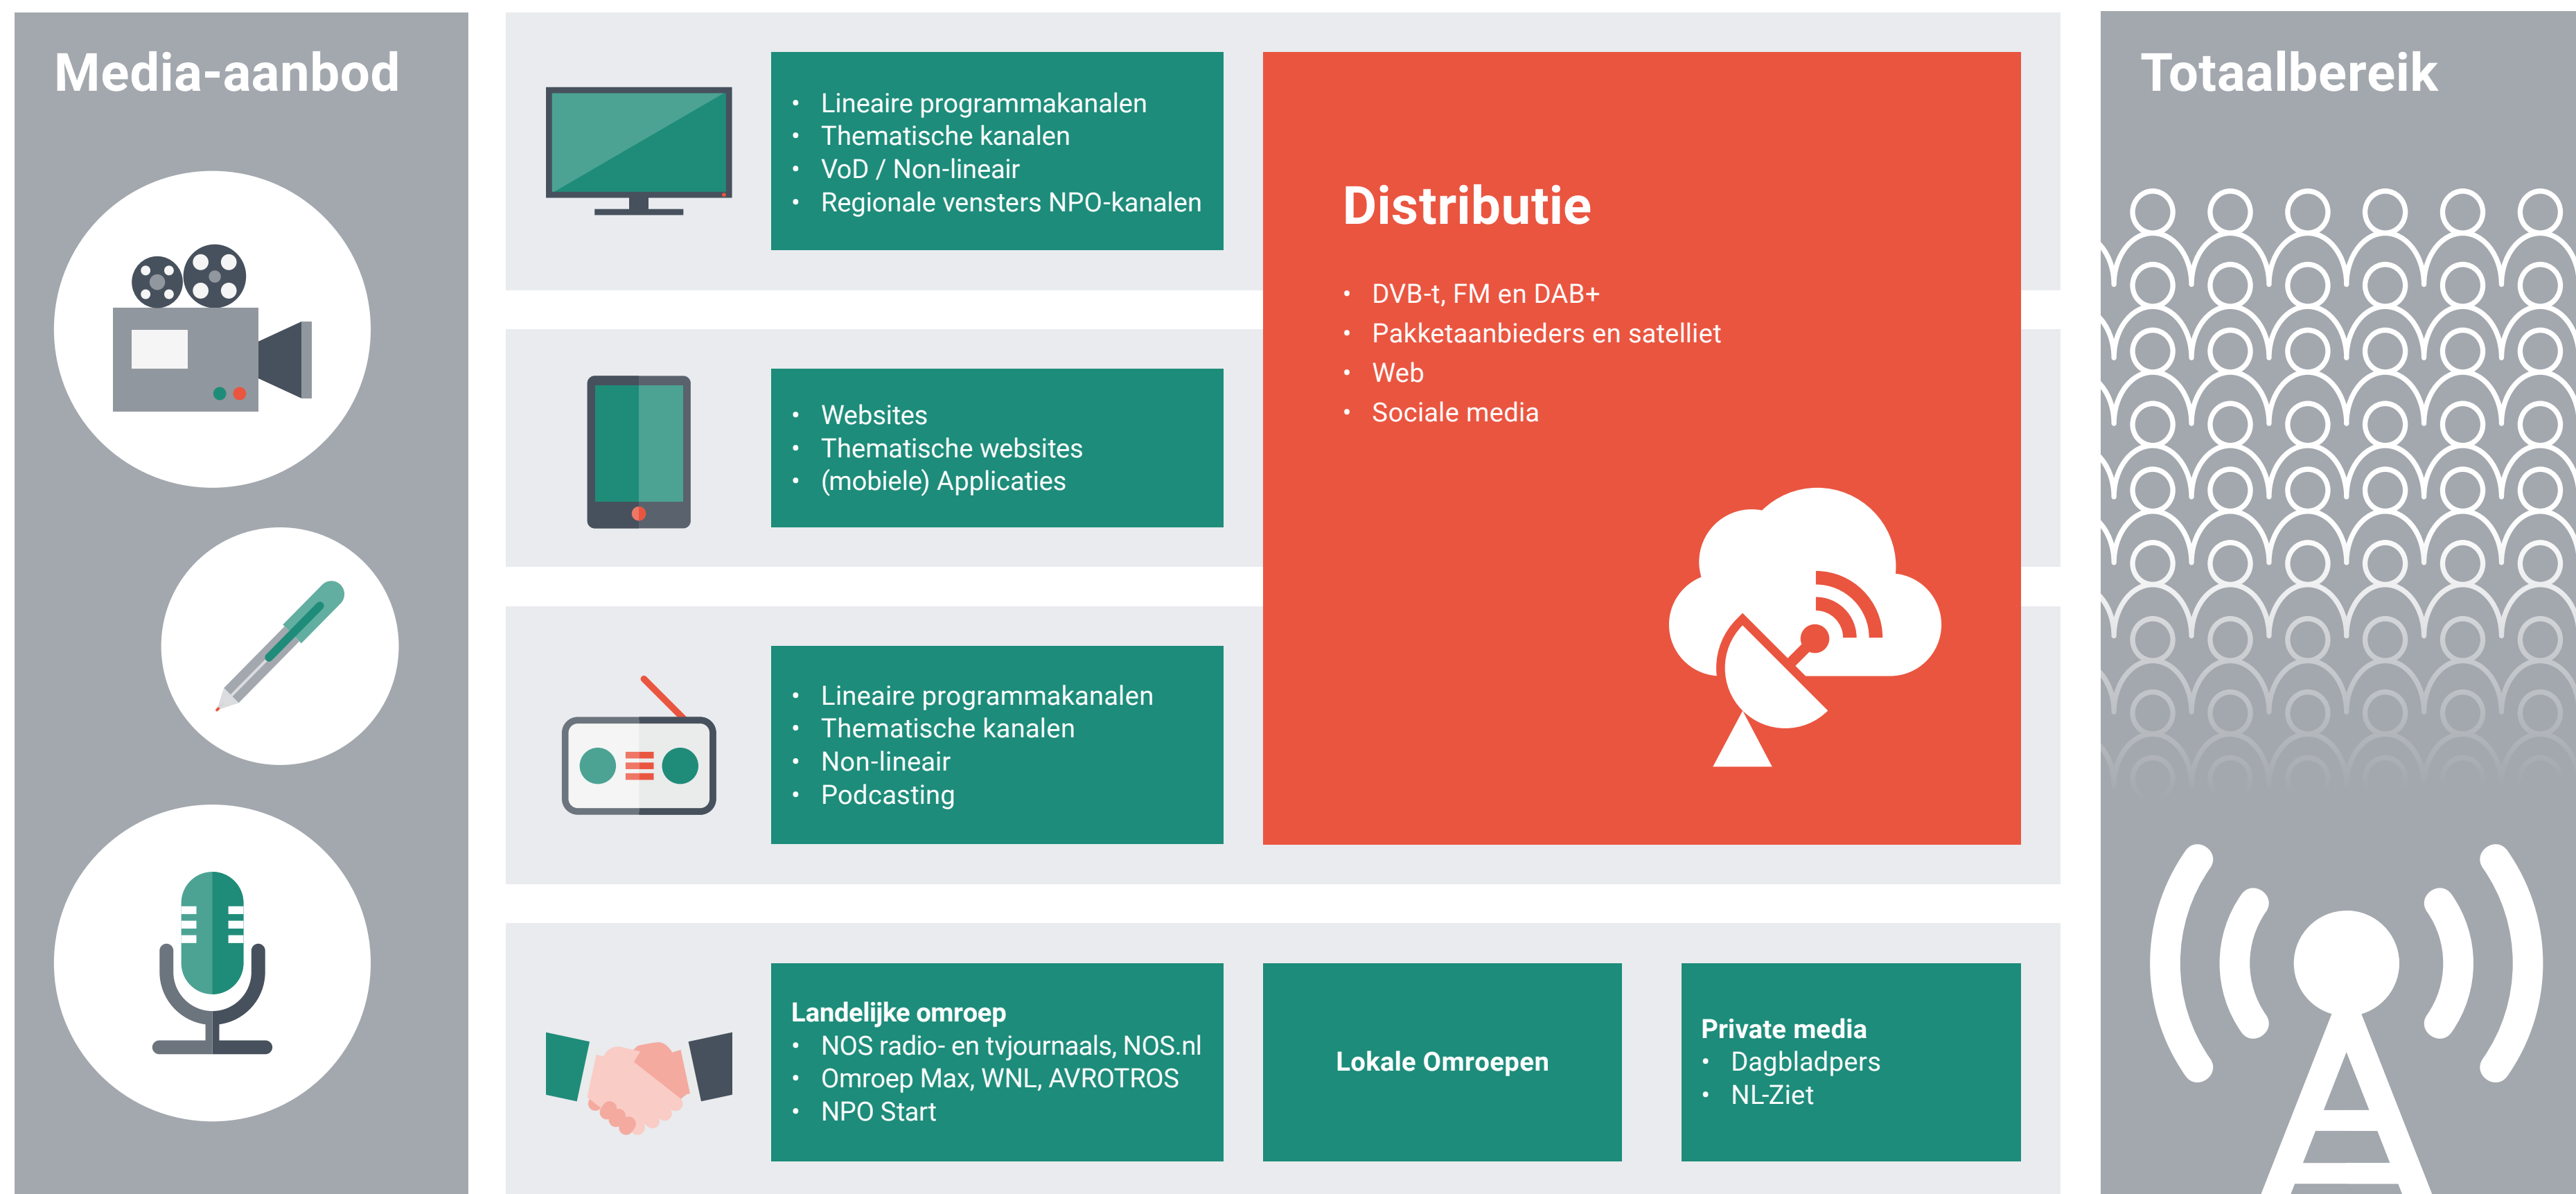 Media-aanbod
• Lineaire programmakanalen
• Thematische kanalen
• VoD / Non-lineair
• Regionale vensters NPO-kanalen
• Websites
• Thematische websites
• (mobiele) Applicaties
• Lineaire programmakanalen
• Thematische kanalen
• Non-lineair
• Podcasting
Distributie
• DVB-t, FM en DAB+
• Pakketaanbieders en satelliet
• Web
• Sociale media
Landelijke omroep
• NOS radio- en tvjournaals, NOS.nl
• Omroep Max, WNL, AVROTROS
• NPO Start
Lokale Omroepen
Private media
• Dagbladpers
• NL-Ziet
Totaalbereik